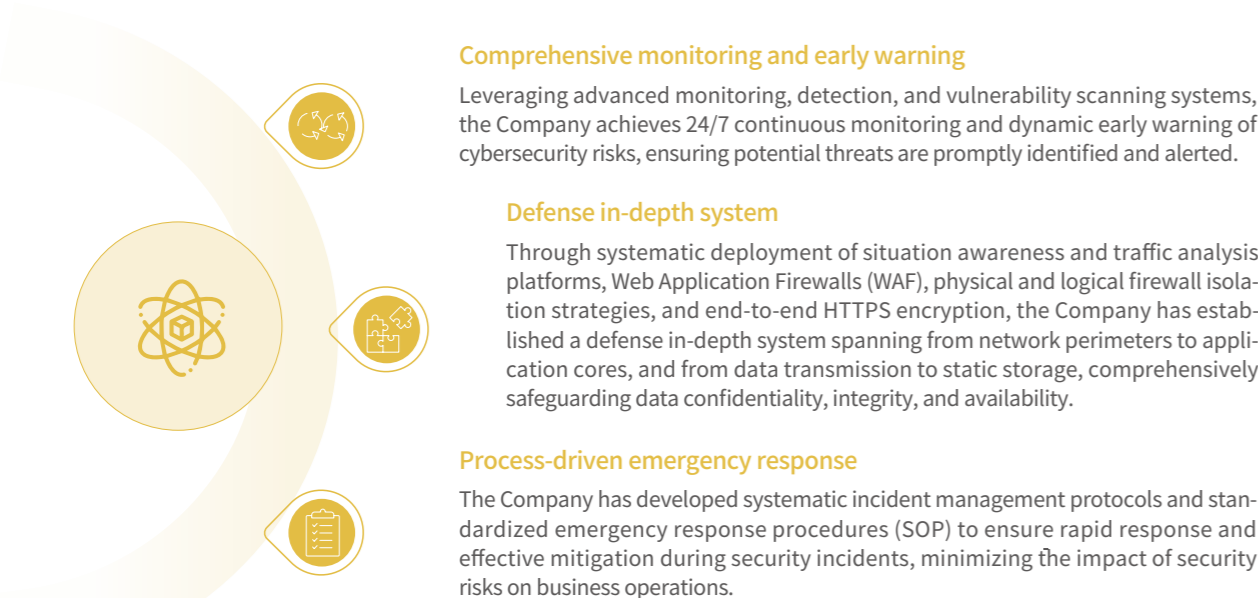 Comprehensive monitoring and early warning
Leveraging advanced monitoring, detection, and vulnerability scanning systems,
the Company achieves 24/7 continuous monitoring and dynamic early warning of
cybersecurity risks, ensuring potential threats are promptly identified and alerted.
Defense in-depth system
Through systematic deployment of situation awareness and traffic analysis
platforms, Web Application Firewalls (WAF), physical and logical firewall isola-
tion strategies, and end-to-end HTTPS encryption, the Company has estab-
lished a defense in-depth system spanning from network perimeters to appli-
cation cores, and from data transmission to static storage, comprehensively
safeguarding data confidentiality, integrity, and availability.
Process-driven emergency response
The Company has developed systematic incident management protocols and stan-
dardized emergency response procedures (SOP) to ensure rapid response and
effective mitigation during security incidents, minimizing the impact of security
risks on business operations.